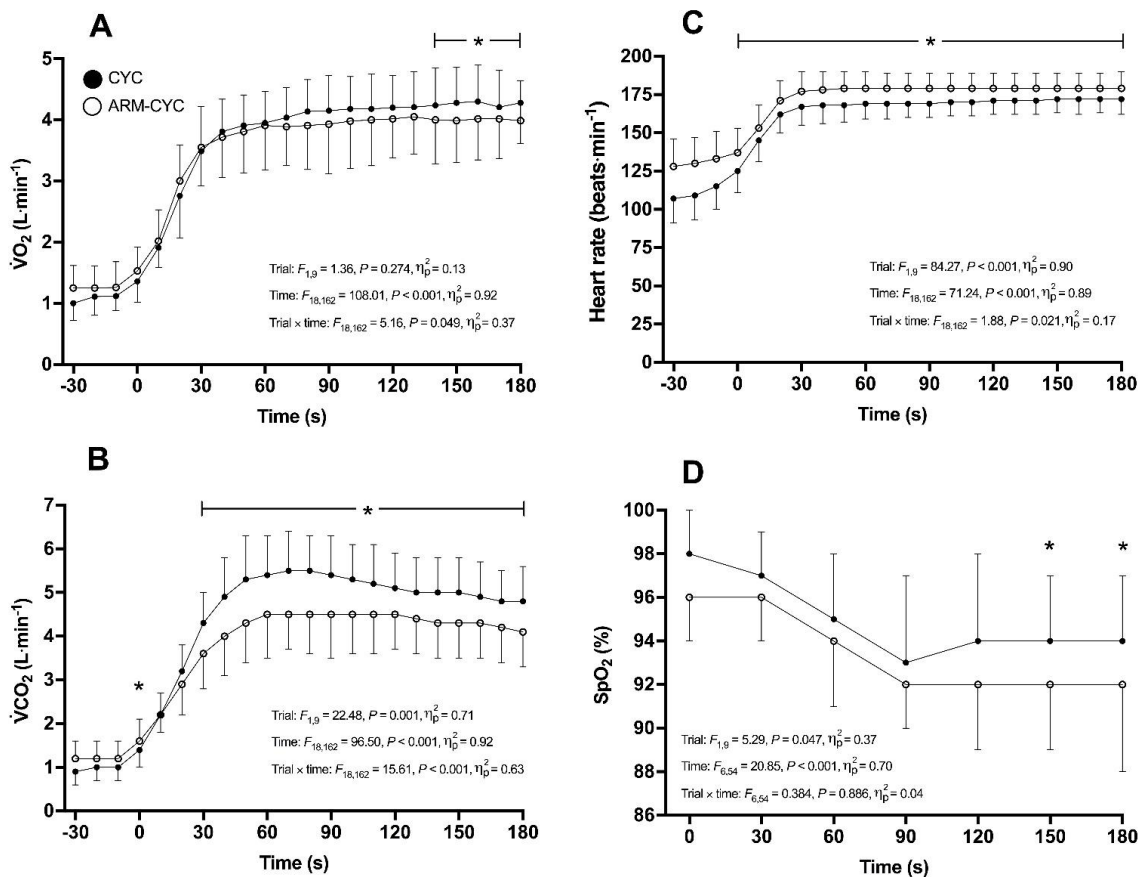 A
*
5
4
3
2
1
0
CYC
ARM-CYC
V̇O₂ (L·min⁻¹)
Trial: F₁,₉ = 1.36, P = 0.274, ηp² = 0.13
Time: F₁₈,₁₆₂ = 108.01, P < 0.001, ηp² = 0.92
Trial × time: F₁₈,₁₆₂ = 5.16, P = 0.049, ηp² = 0.37
-30 0 30 60 90 120 150 180
Time (s)
B
*
7
6
5
4
3
2
1
0
*
V̇CO₂ (L·min⁻¹)
Trial: F₁,₉ = 22.48, P = 0.001, ηp² = 0.71
Time: F₁₈,₁₆₂ = 96.50, P < 0.001, ηp² = 0.92
Trial × time: F₁₈,₁₆₂ = 15.61, P < 0.001, ηp² = 0.63
-30 0 30 60 90 120 150 180
Time (s)
C
*
200
175
150
125
100
75
50
25
0
Heart rate (beats·min⁻¹)
Trial: F₁,₉ = 84.27, P < 0.001, ηp² = 0.90
Time: F₁₈,₁₆₂ = 71.24, P < 0.001, ηp² = 0.89
Trial × time: F₁₈,₁₆₂ = 1.88, P = 0.021, ηp² = 0.17
-30 0 30 60 90 120 150 180
Time (s)
D
100
98
96
94
92
90
88
86
* *
SpO₂ (%)
Trial: F₁,₉ = 5.29, P = 0.047, ηp² = 0.37
Time: F₆,₅₄ = 20.85, P < 0.001, ηp² = 0.70
Trial × time: F₆,₅₄ = 0.384, P = 0.886, ηp² = 0.04
0 30 60 90 120 150 180
Time (s)